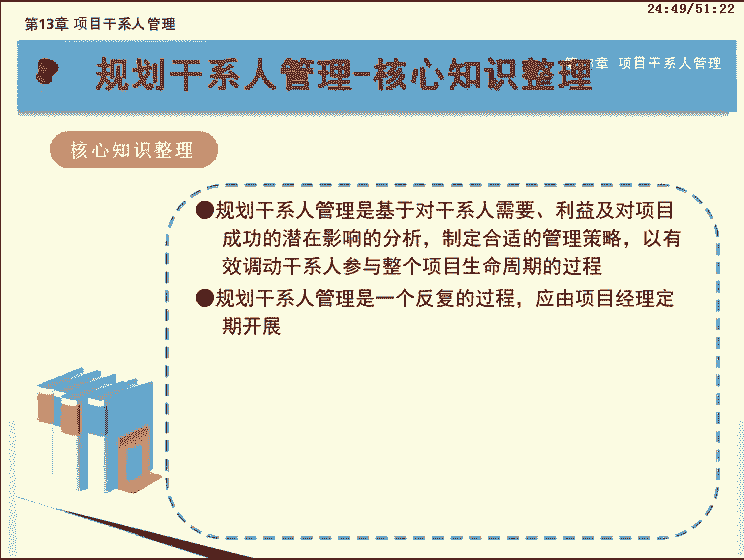 24:49/51:22
第13章 项目干系人管理
规划干系人管理-核心知识整理
章 项目干系人管理
核心知识整理
●规划干系人管理是基于对干系人需要、利益及对项目
成功的潜在影响的分析，制定合适的管理策略，以有
效调动干系人参与整个项目生命周期的过程
●规划干系人管理是一个反复的过程，应由项目经理定
期开展